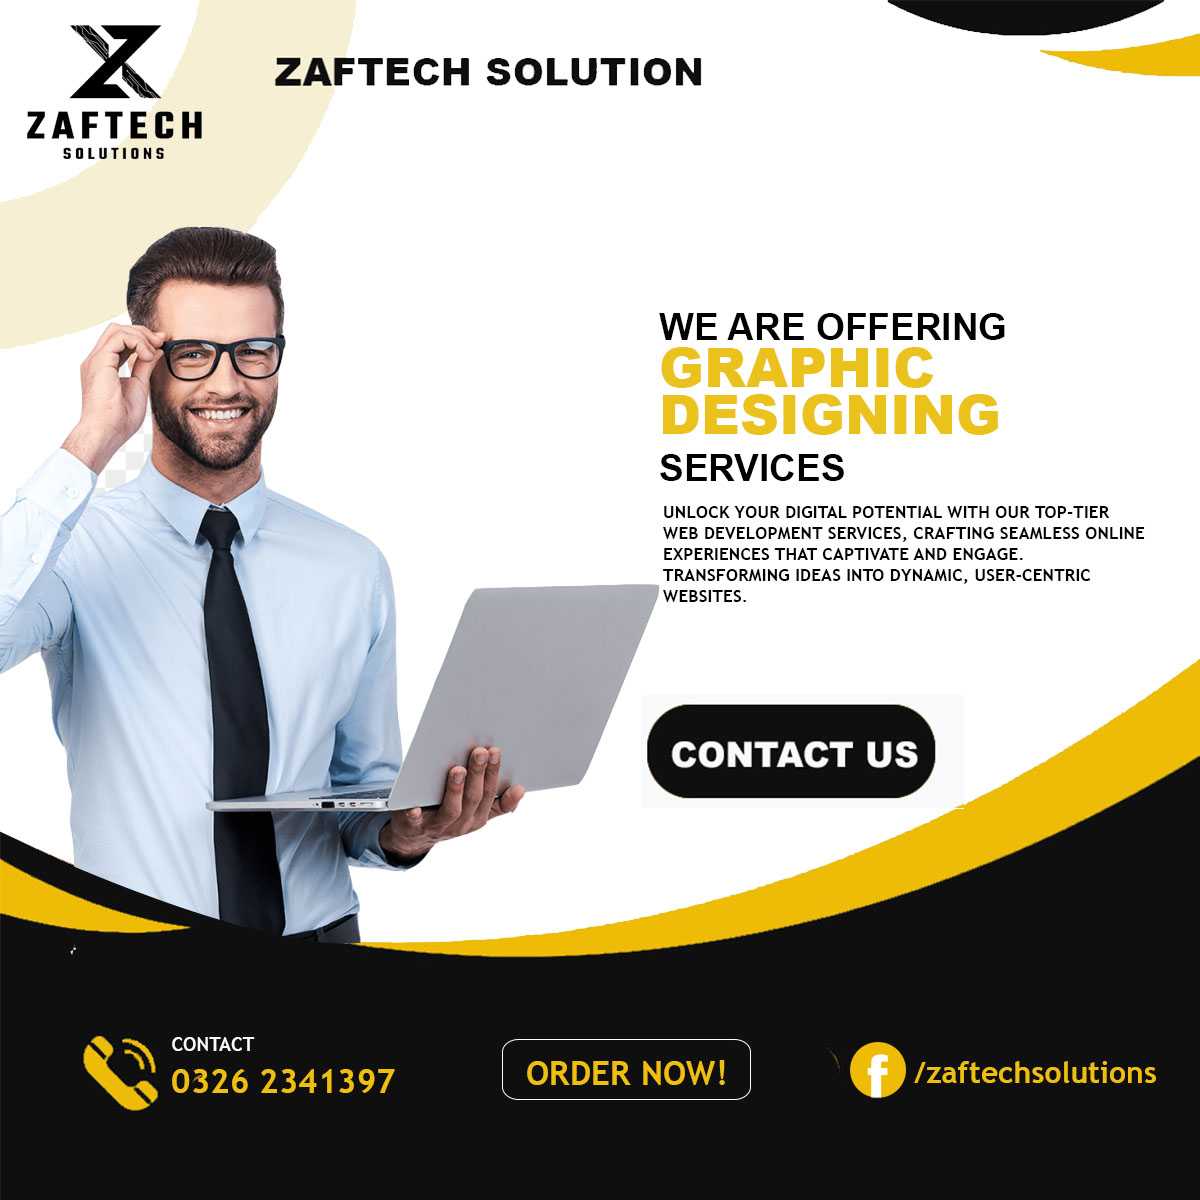 ZAFTECH
SOLUTIONS
ZAFTECH SOLUTION
WE ARE OFFERING
GRAPHIC
DESIGNING
SERVICES
UNLOCK YOUR DIGITAL POTENTIAL WITH OUR TOP-TIER
WEB DEVELOPMENT SERVICES, CRAFTING SEAMLESS ONLINE
EXPERIENCES THAT CAPTIVATE AND ENGAGE.
TRANSFORMING IDEAS INTO DYNAMIC, USER-CENTRIC
WEBSITES.
CONTACT US
CONTACT
0326 2341397
ORDER NOW!
f /zaftechsolutions